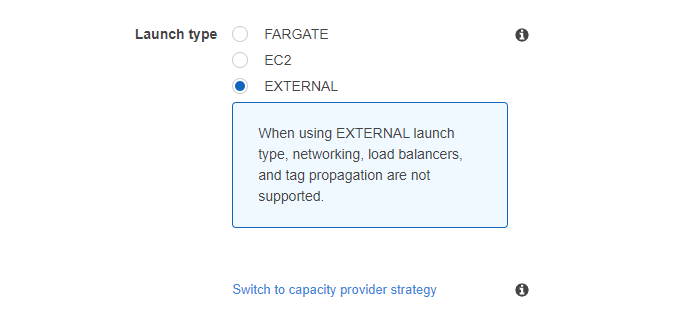 Launch type
FARGATE
EC2
EXTERNAL
When using EXTERNAL launch
type, networking, load balancers,
and tag propagation are not
supported.
Switch to capacity provider strategy